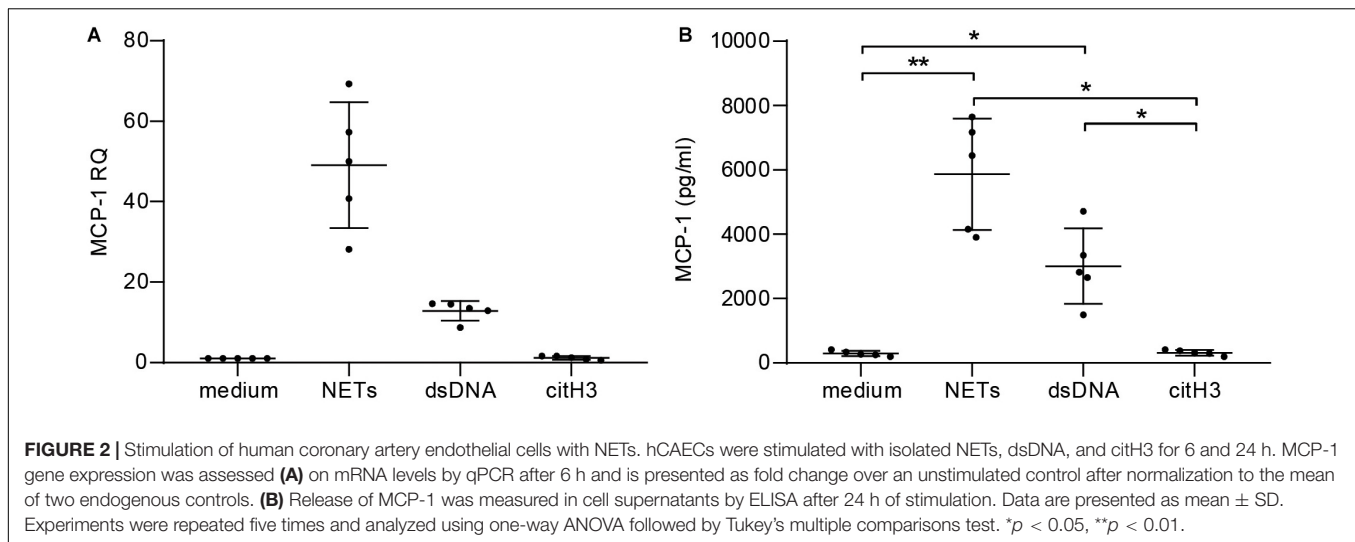 A
80
60
40
20
0
MCP-1 RQ
medium NETs dsDNA citH3
B
10000
8000
6000
4000
2000
0
MCP-1 (pg/ml)
*
**
*
*
medium NETs dsDNA citH3
FIGURE 2 | Stimulation of human coronary artery endothelial cells with NETs. hCAECs were stimulated with isolated NETs, dsDNA, and citH3 for 6 and 24 h. MCP-1
gene expression was assessed (A) on mRNA levels by qPCR after 6 h and is presented as fold change over an unstimulated control after normalization to the mean
of two endogenous controls. (B) Release of MCP-1 was measured in cell supernatants by ELISA after 24 h of stimulation. Data are presented as mean ± SD.
Experiments were repeated five times and analyzed using one-way ANOVA followed by Tukey's multiple comparisons test. *p < 0.05, **p < 0.01.